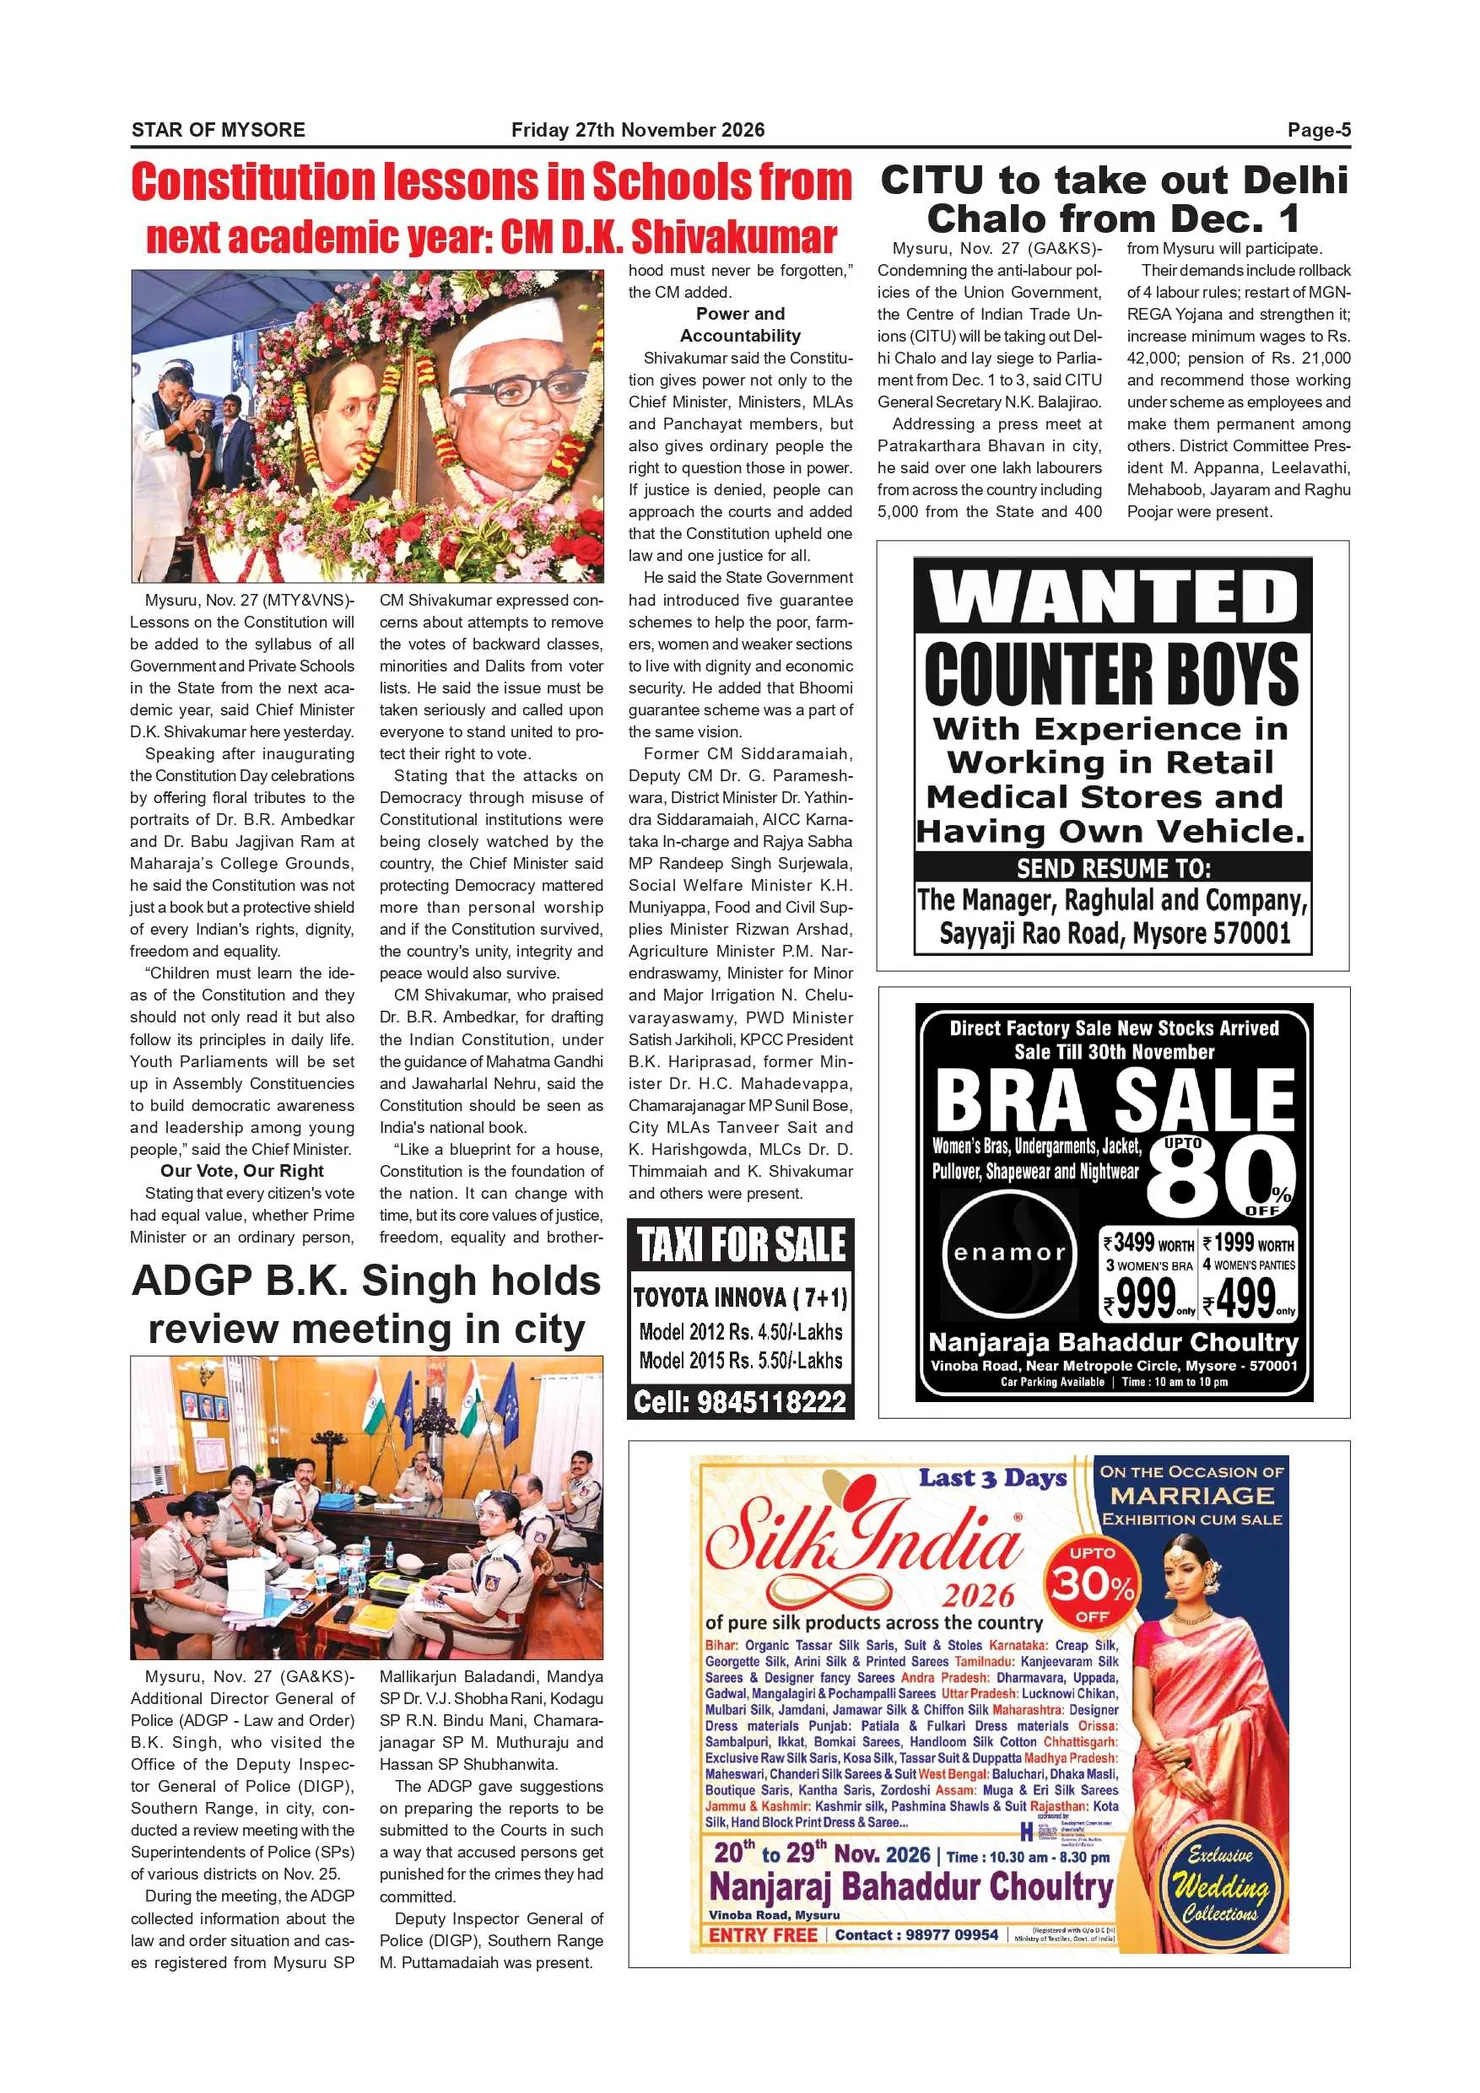 STAR OF MYSORE
Friday 27th November 2026
Page-5
Constitution lessons in Schools from
next academic year: CM D.K. Shivakumar
Mysuru, Nov. 27 (MTY&VNS)-
Lessons on the Constitution will
be added to the syllabus of all
Government and Private Schools
in the State from the next aca-
demic year, said Chief Minister
D.K. Shivakumar here yesterday.
Speaking after inaugurating
the Constitution Day celebrations
by offering floral tributes to the
portraits of Dr. B.R. Ambedkar
and Dr. Babu Jagjivan Ram at
Maharaja's College Grounds,
he said the Constitution was not
just a book but a protective shield
of every Indian's rights, dignity,
freedom and equality.
“Children must learn the ide-
as of the Constitution and they
should not only read it but also
follow its principles in daily life.
Youth Parliaments will be set
up in Assembly Constituencies
to build democratic awareness
and leadership among young
people,” said the Chief Minister.
Our Vote, Our Right
Stating that every citizen's vote
had equal value, whether Prime
Minister or an ordinary person,
CM Shivakumar expressed con-
cerns about attempts to remove
the votes of backward classes,
minorities and Dalits from voter
lists. He said the issue must be
taken seriously and called upon
everyone to stand united to pro-
tect their right to vote.
Stating that the attacks on
Democracy through misuse of
Constitutional institutions were
being closely watched by the
country, the Chief Minister said
protecting Democracy mattered
more than personal worship
and if the Constitution survived,
the country's unity, integrity and
peace would also survive.
CM Shivakumar, who praised
Dr. B.R. Ambedkar, for drafting
the Indian Constitution, under
the guidance of Mahatma Gandhi
and Jawaharlal Nehru, said the
Constitution should be seen as
India's national book.
“Like a blueprint for a house,
Constitution is the foundation of
the nation. It can change with
time, but its core values of justice,
freedom, equality and brother-
hood must never be forgotten,”
the CM added.
Power and
Accountability
Shivakumar said the Constitu-
tion gives power not only to the
Chief Minister, Ministers, MLAs
and Panchayat members, but
also gives ordinary people the
right to question those in power.
If justice is denied, people can
approach the courts and added
that the Constitution upheld one
law and one justice for all.
He said the State Government
had introduced five guarantee
schemes to help the poor, farm-
ers, women and weaker sections
to live with dignity and economic
security. He added that Bhoomi
guarantee scheme was a part of
the same vision.
Former CM Siddaramaiah,
Deputy CM Dr. G. Paramesh-
wara, District Minister Dr. Yathin-
dra Siddaramaiah, AICC Karna-
taka In-charge and Rajya Sabha
MP Randeep Singh Surjewala,
Social Welfare Minister K.H.
Muniyappa, Food and Civil Sup-
plies Minister Rizwan Arshad,
Agriculture Minister P.M. Nar-
endraswamy, Minister for Minor
and Major Irrigation N. Chelu-
varayaswamy, PWD Minister
Satish Jarkiholi, KPCC President
B.K. Hariprasad, former Min-
ister Dr. H.C. Mahadevappa,
Chamarajanagar MP Sunil Bose,
City MLAs Tanveer Sait and
K. Harishgowda, MLCs Dr. D.
Thimmaiah and K. Shivakumar
and others were present.
CITU to take out Delhi
Chalo from Dec. 1
Mysuru, Nov. 27 (GA&KS)-
Condemning the anti-labour pol-
icies of the Union Government,
the Centre of Indian Trade Un-
ions (CITU) will be taking out Del-
hi Chalo and lay siege to Parlia-
ment from Dec. 1 to 3, said CITU
General Secretary N.K. Balajirao.
Addressing a press meet at
Patrakarthara Bhavan in city,
he said over one lakh labourers
from across the country including
5,000 from the State and 400
from Mysuru will participate.
Their demands include rollback
of 4 labour rules; restart of MGN-
REGA Yojana and strengthen it;
increase minimum wages to Rs.
42,000; pension of Rs. 21,000
and recommend those working
under scheme as employees and
make them permanent among
others. District Committee Pres-
ident M. Appanna, Leelavathi,
Mehaboob, Jayaram and Raghu
Poojar were present.
WANTED
COUNTER BOYS
With Experience in
Working in Retail
Medical Stores and
Having Own Vehicle.
SEND RESUME TO:
The Manager, Raghulal and Company,
Sayyaji Rao Road, Mysore 570001
Direct Factory Sale New Stocks Arrived
Sale Till 30th November
BRA SALE
Women's Bras, Undergarments, Jacket,
Pullover, Shapewear and Nightwear
UPTO
80% OFF
enamor
₹3499 WORTH
3 WOMEN'S BRA
₹999 only
₹1999 WORTH
4 WOMEN'S PANTIES
₹499 only
Nanjaraja Bahaddur Choultry
Vinoba Road, Near Metropole Circle, Mysore - 570001
Car Parking Available | Time : 10 am to 10 pm
ADGP B.K. Singh holds
review meeting in city
Mysuru, Nov. 27 (GA&KS)-
Additional Director General of
Police (ADGP - Law and Order)
B.K. Singh, who visited the
Office of the Deputy Inspec-
tor General of Police (DIGP),
Southern Range, in city, con-
ducted a review meeting with the
Superintendents of Police (SPs)
of various districts on Nov. 25.
During the meeting, the ADGP
collected information about the
law and order situation and cas-
es registered from Mysuru SP
Mallikarjun Baladandi, Mandya
SP Dr. V.J. Shobha Rani, Kodagu
SP R.N. Bindu Mani, Chamara-
janagar SP M. Muthuraju and
Hassan SP Shubhanwita.
The ADGP gave suggestions
on preparing the reports to be
submitted to the Courts in such
a way that accused persons get
punished for the crimes they had
committed.
Deputy Inspector General of
Police (DIGP), Southern Range
M. Puttamadaiah was present.
TAXI FOR SALE
TOYOTA INNOVA ( 7+1)
Model 2012 Rs. 4.50/-Lakhs
Model 2015 Rs. 5.50/-Lakhs
Cell: 9845118222
Last 3 Days
Silk India ®
2026
of pure silk products across the country
ON THE OCCASION OF
MARRIAGE
EXHIBITION CUM SALE
UPTO
30%
OFF
Bihar: Organic Tassar Silk Saris, Suit & Stoles Karnataka: Creap Silk,
Georgette Silk, Arini Silk & Printed Sarees Tamilnadu: Kanjeevaram Silk
Sarees & Designer fancy Sarees Andra Pradesh: Dharmavara, Uppada,
Gadwal, Mangalagiri & Pochampalli Sarees Uttar Pradesh: Lucknowi Chikan,
Mulbari Silk, Jamdani, Jamawar Silk & Chiffon Silk Maharashtra: Designer
Dress materials Punjab: Patiala & Fulkari Dress materials Orissa:
Sambalpuri, Ikkat, Bomkai Sarees, Handloom Silk Cotton Chhattisgarh:
Exclusive Raw Silk Saris, Kosa Silk, Tassar Suit & Duppatta Madhya Pradesh:
Maheswari, Chanderi Silk Sarees & Suit West Bengal: Baluchari, Dhaka Masli,
Boutique Saris, Kantha Saris, Zordoshi Assam: Muga & Eri Silk Sarees
Jammu & Kashmir: Kashmir silk, Pashmina Shawls & Suit Rajasthan: Kota
Silk, Hand Block Print Dress & Saree...
sponsored by:
20th to 29th Nov. 2026 | Time : 10.30 am - 8.30 pm
Nanjaraj Bahaddur Choultry
Vinoba Road, Mysuru
ENTRY FREE | Contact : 98977 09954
(Registered with O/o D C (H)
Ministry of Textiles, Govt. of India)
Exclusive
Wedding
Collections